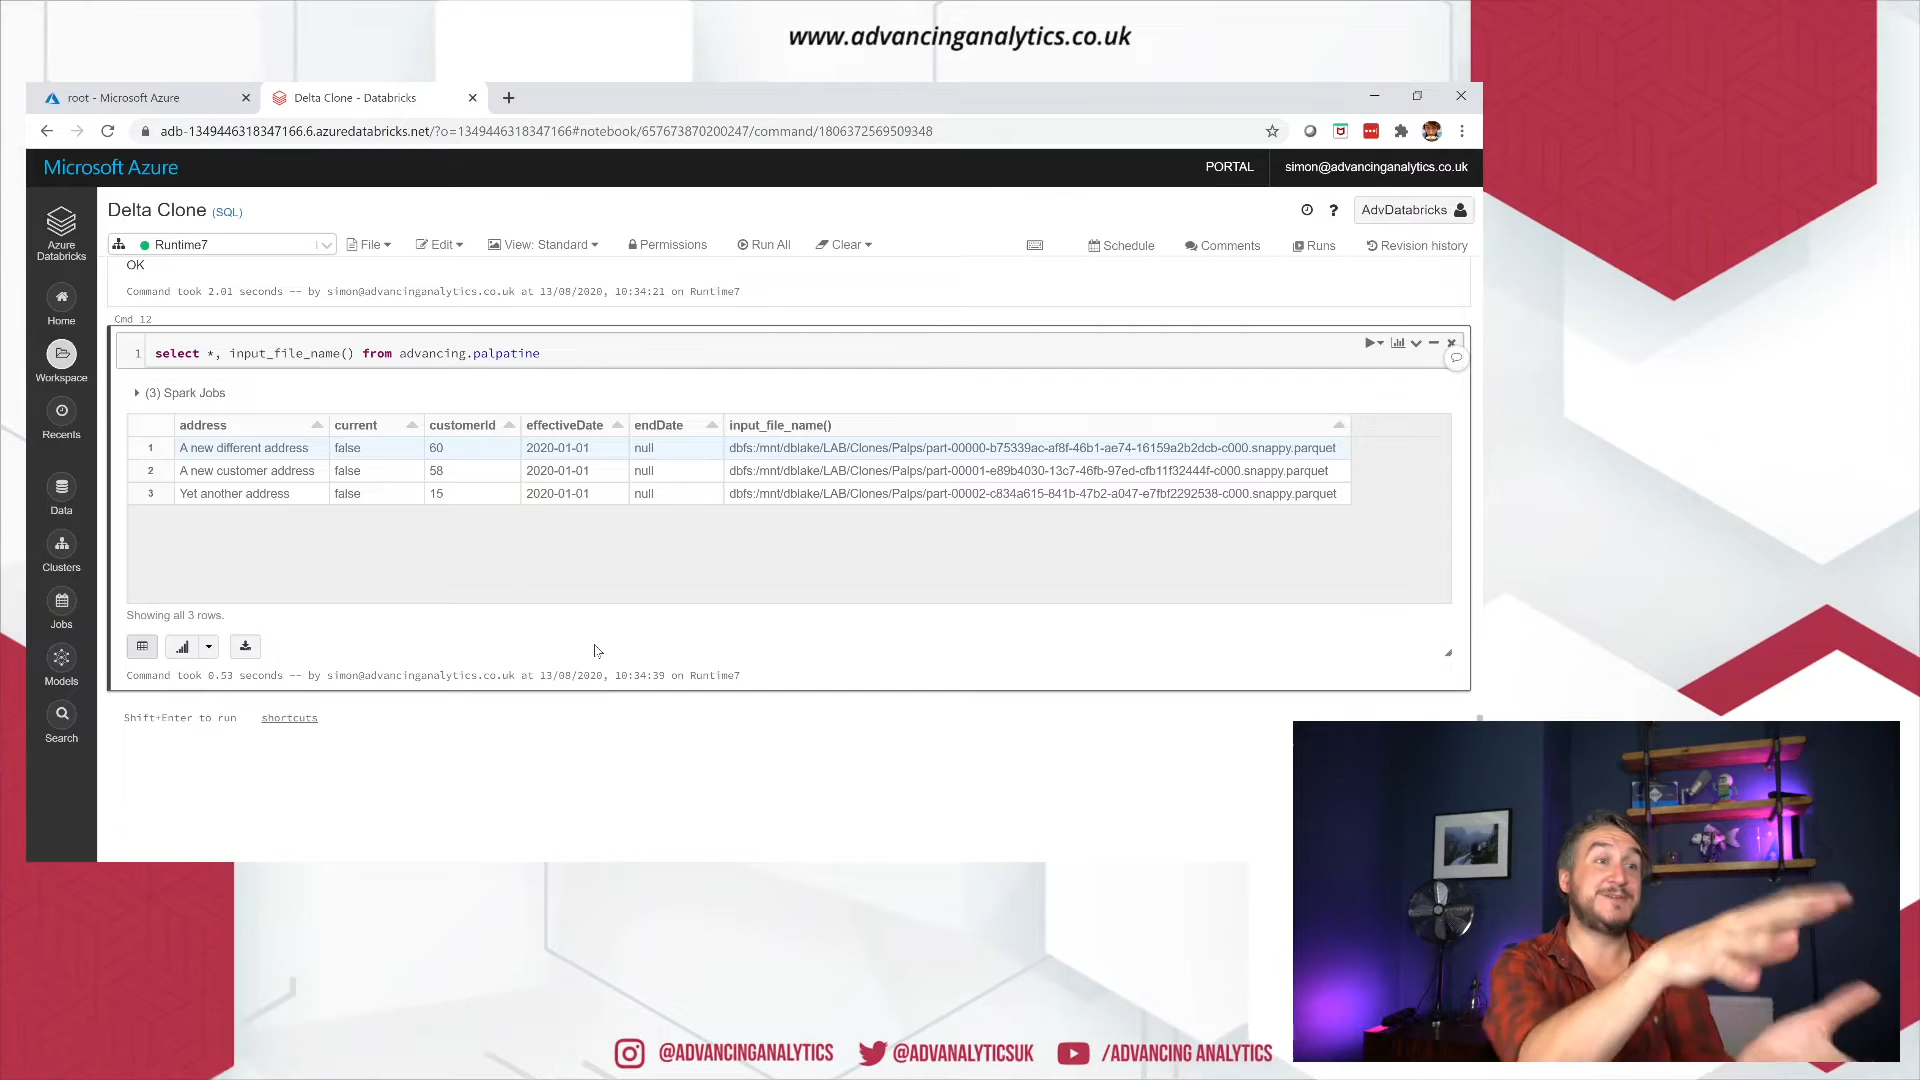 www.advancinganalytics.co.uk
root - Microsoft Azure
Delta Clone - Databricks
adb-1349446318347166.6.azuredatabricks.net/?o=1349446318347166#notebook/657673870200247/command/1806372569509348
Microsoft Azure
PORTAL
simon@advancinganalytics.co.uk
Azure Databricks
Home
Workspace
Recents
Data
Clusters
Jobs
Models
Search
Delta Clone (SQL)
? AdvDatabricks
Runtime7 File Edit View: Standard Permissions Run All Clear Schedule Comments Runs Revision history
OK
Command took 2.01 seconds -- by simon@advancinganalytics.co.uk at 13/08/2020, 10:34:21 on Runtime7
Cmd 12
1 select *, input_file_name() from advancing.palpatine
(3) Spark Jobs
address current customerId effectiveDate endDate input_file_name()
1 A new different address false 60 2020-01-01 null dbfs:/mnt/dblake/LAB/Clones/Palps/part-00000-b75339ac-af8f-46b1-ae74-16159a2b2dcb-c000.snappy.parquet
2 A new customer address false 58 2020-01-01 null dbfs:/mnt/dblake/LAB/Clones/Palps/part-00001-e89b4030-13c7-46fb-97ed-cfb11f32444f-c000.snappy.parquet
3 Yet another address false 15 2020-01-01 null dbfs:/mnt/dblake/LAB/Clones/Palps/part-00002-c834a615-841b-47b2-a047-e7fbf2292538-c000.snappy.parquet
Showing all 3 rows.
Command took 0.53 seconds -- by simon@advancinganalytics.co.uk at 13/08/2020, 10:34:39 on Runtime7
Shift+Enter to run shortcuts
@ADVANCINGANALYTICS @ADVANALYTICSUK /ADVANCING ANALYTICS